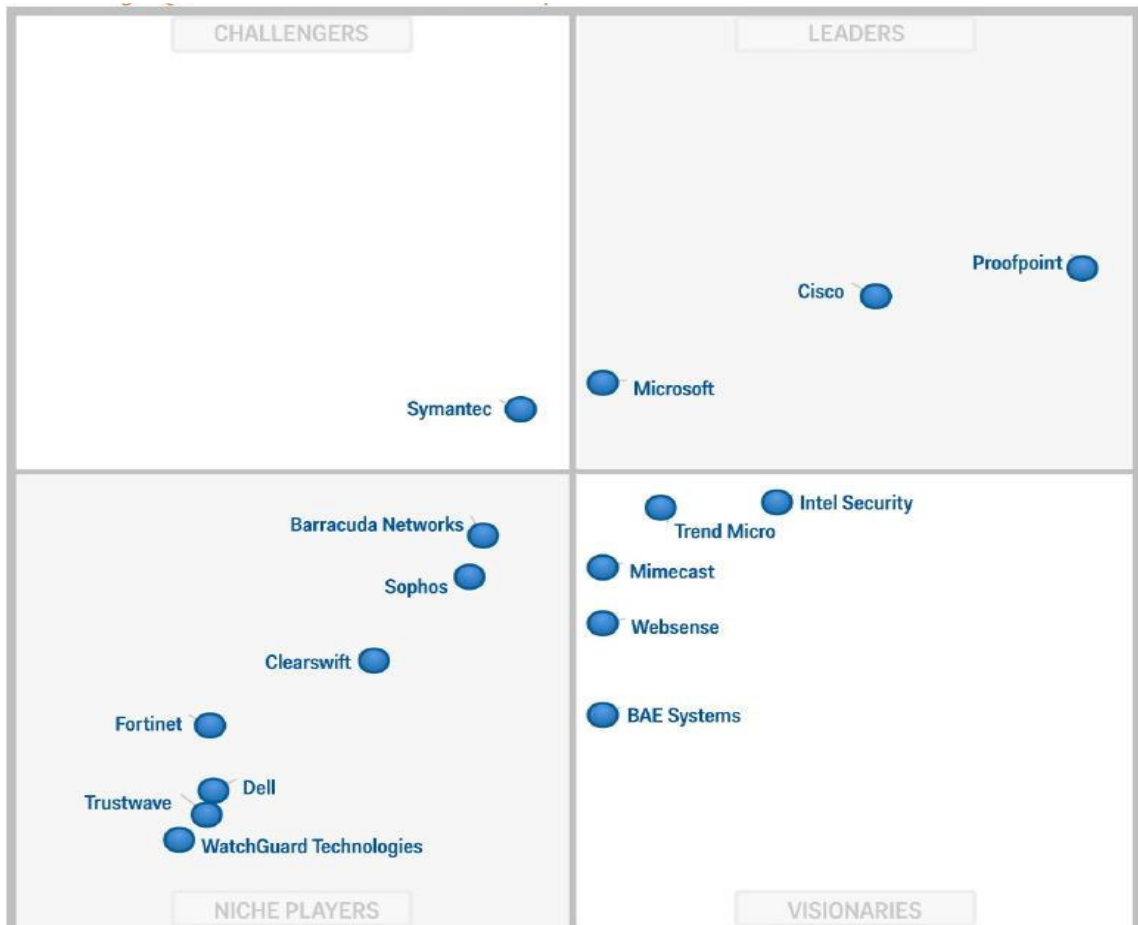 CHALLENGERS
LEADERS
Proofpoint
Cisco
Microsoft
Symantec
Barracuda Networks
Sophos
Clearswift
Fortinet
Dell
Trustwave
WatchGuard Technologies
Intel Security
Trend Micro
Mimecast
Websense
BAE Systems
NICHE PLAYERS
VISIONARIES